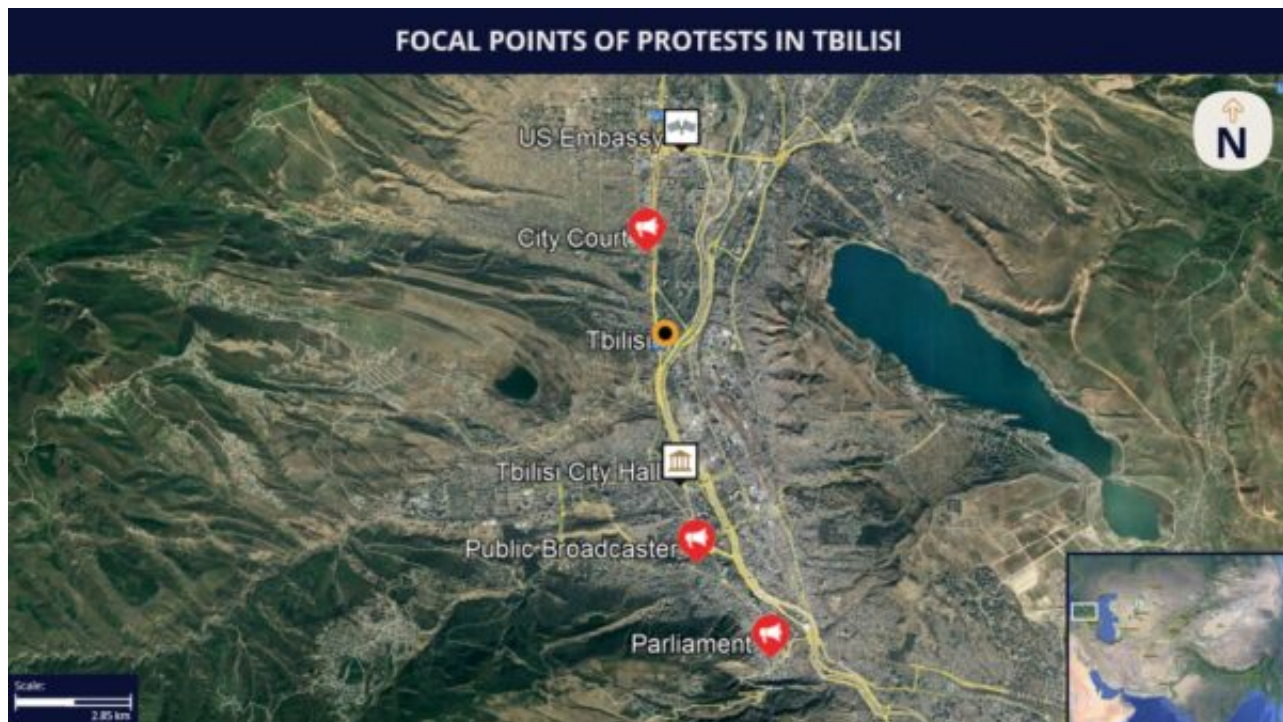 FOCAL POINTS OF PROTESTS IN TBILISI
N
US Embassy
City Court
Tbilisi
Tbilisi City Hall
Public Broadcaster
Parliament
Scale:
2.85 km